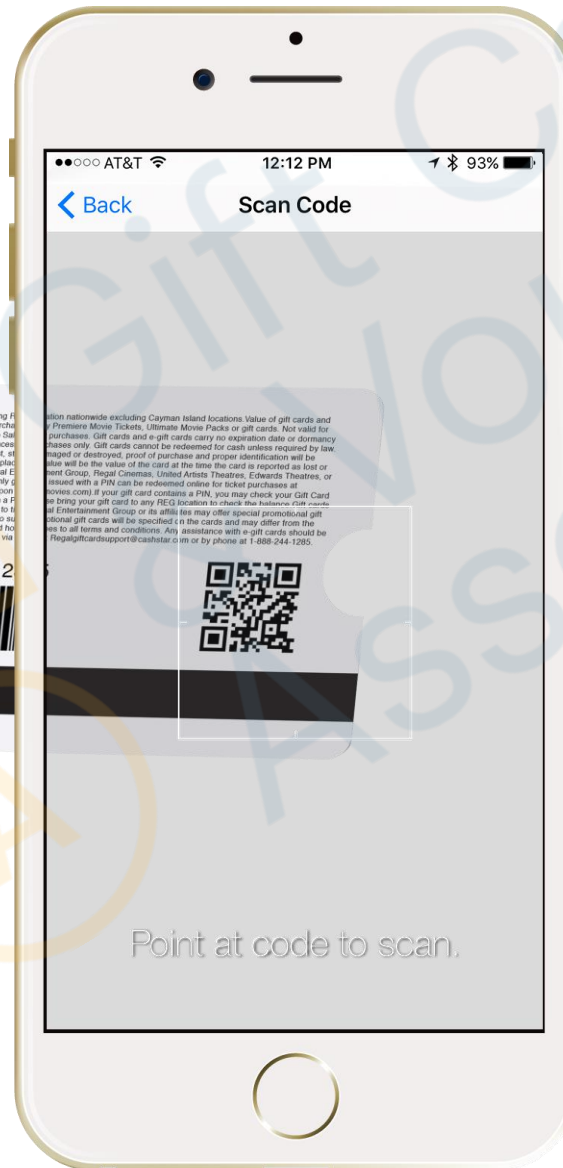 AT&T 12:12 PM 93%
Back Scan Code
ation nationwide excluding Cayman Island locations. Value of gift cards and
y Premiere Movie Tickets, Ultimate Movie Packs or gift cards. Not valid for
purchases. Gift cards and e-gift cards carry no expiration date or dormancy
chases only. Gift cards cannot be redeemed for cash unless required by law.
maged or destroyed, proof of purchase and proper identification will be
alue will be the value of the card at the time the card is reported as lost or
ment Group, Regal Cinemas, United Artists Theatres, Edwards Theatres, or
issued with a PIN can be redeemed online for ticket purchases at
movies.com).If your gift card contains a PIN, you may check your Gift Card
se bring your gift card to any REG location to check the balance. Gift cards
al Entertainment Group or its affiliates may offer special promotional gift
otional gift cards will be specified on the cards and may differ from the
es to all terms and conditions. Any assistance with e-gift cards should be
Regalgiftcardsupport@cashstar.com or by phone at 1-888-244-1285.
Point at code to scan.
Gift